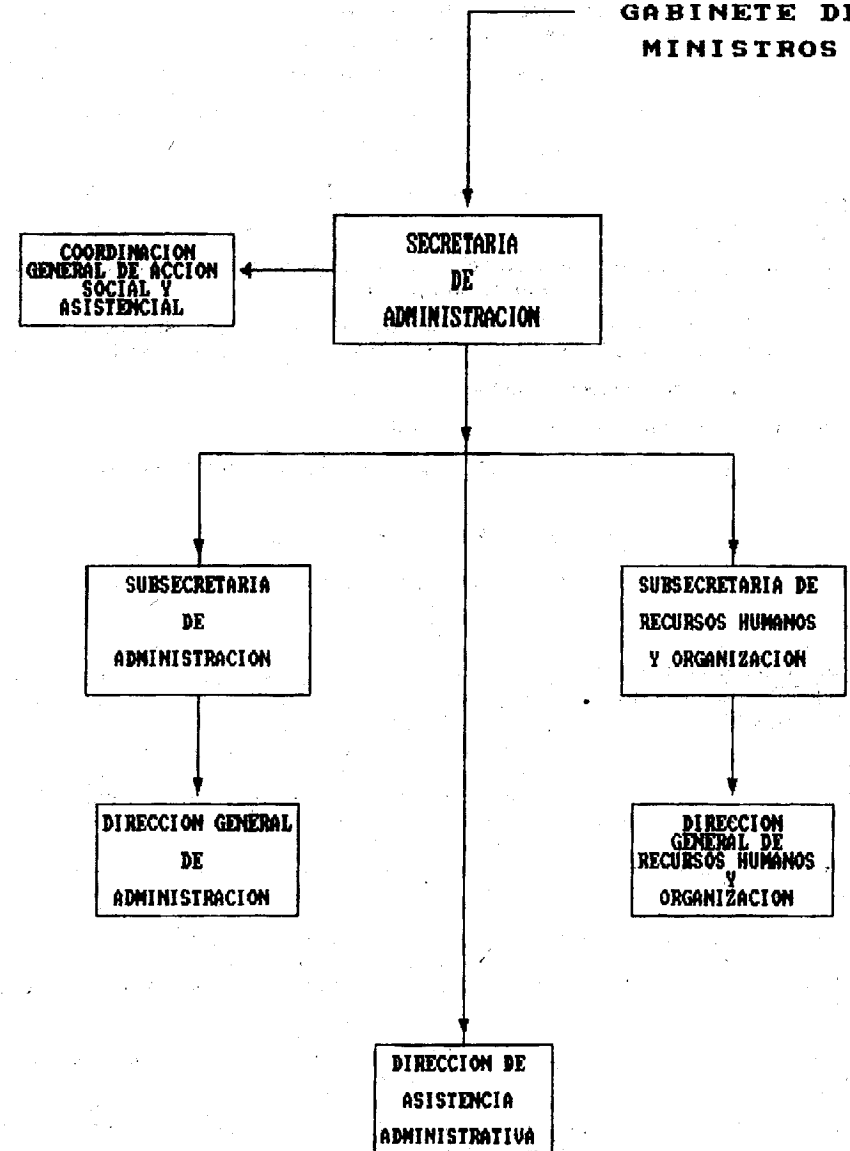 GABINETE DE
MINISTROS
SECRETARIA
DE
ADMINISTRACION
COORDINACION
GENERAL DE ACCION
SOCIAL Y
ASISTENCIAL
SUBSECRETARIA
DE
ADMINISTRACION
SUBSECRETARIA DE
RECURSOS HUMANOS
Y ORGANIZACION
DIRECCION GENERAL
DE
ADMINISTRACION
DIRECCION
GENERAL DE
RECURSOS HUMANOS
Y
ORGANIZACION
DIRECCION DE
ASISTENCIA
ADMINISTRATIVA